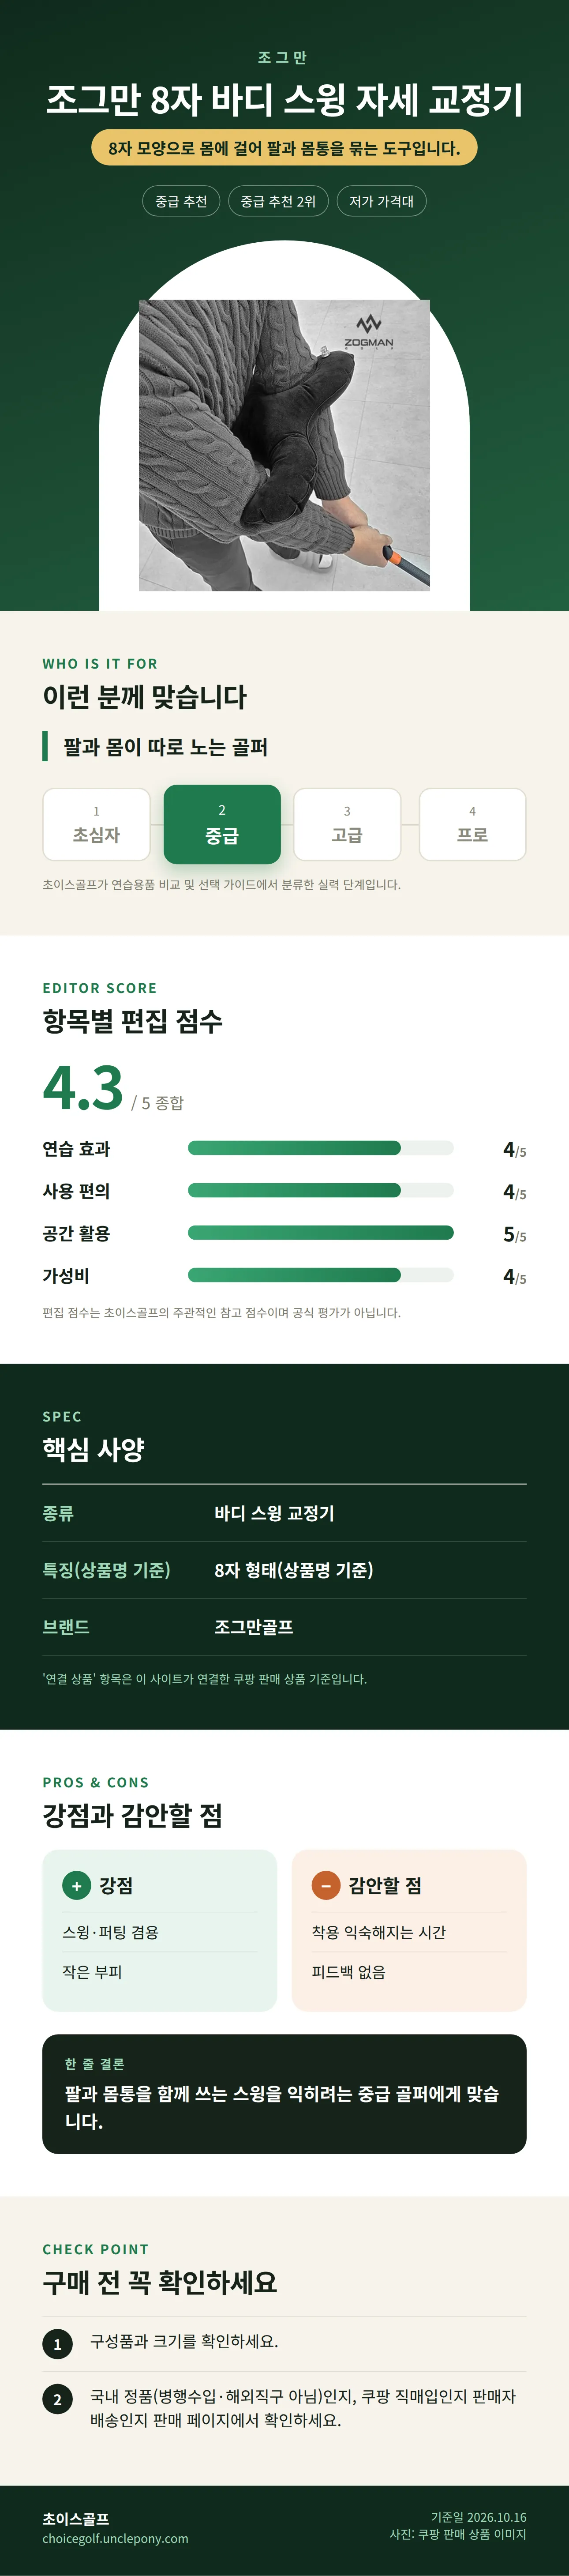 조그만
조그만 8자 바디 스윙 자세 교정기
8자 모양으로 몸에 걸어 팔과 몸통을 묶는 도구입니다.
중급 추천
중급 추천 2위
저가 가격대
ZOGMAN
WHO IS IT FOR
이런 분께 맞습니다
팔과 몸이 따로 노는 골퍼
1
초심자
2
중급
3
고급
4
프로
초이스골프가 연습용품 비교 및 선택 가이드에서 분류한 실력 단계입니다.
EDITOR SCORE
항목별 편집 점수
4.3 / 5 종합
연습 효과 4/5
사용 편의 4/5
공간 활용 5/5
가성비 4/5
편집 점수는 초이스골프의 주관적인 참고 점수이며 공식 평가가 아닙니다.
SPEC
핵심 사양
종류 바디 스윙 교정기
특징(상품명 기준) 8자 형태(상품명 기준)
브랜드 조그만골프
'연결 상품' 항목은 이 사이트가 연결한 쿠팡 판매 상품 기준입니다.
PROS & CONS
강점과 감안할 점
+ 강점
스윙·퍼팅 겸용
작은 부피
− 감안할 점
착용 익숙해지는 시간
피드백 없음
한 줄 결론
팔과 몸통을 함께 쓰는 스윙을 익히려는 중급 골퍼에게 맞습
니다.
CHECK POINT
구매 전 꼭 확인하세요
1 구성품과 크기를 확인하세요.
2 국내 정품(병행수입·해외직구 아님)인지, 쿠팡 직매입인지 판매자
배송인지 판매 페이지에서 확인하세요.
초이스골프
choicegolf.unclepony.com
기준일 2026.10.16
사진: 쿠팡 판매 상품 이미지